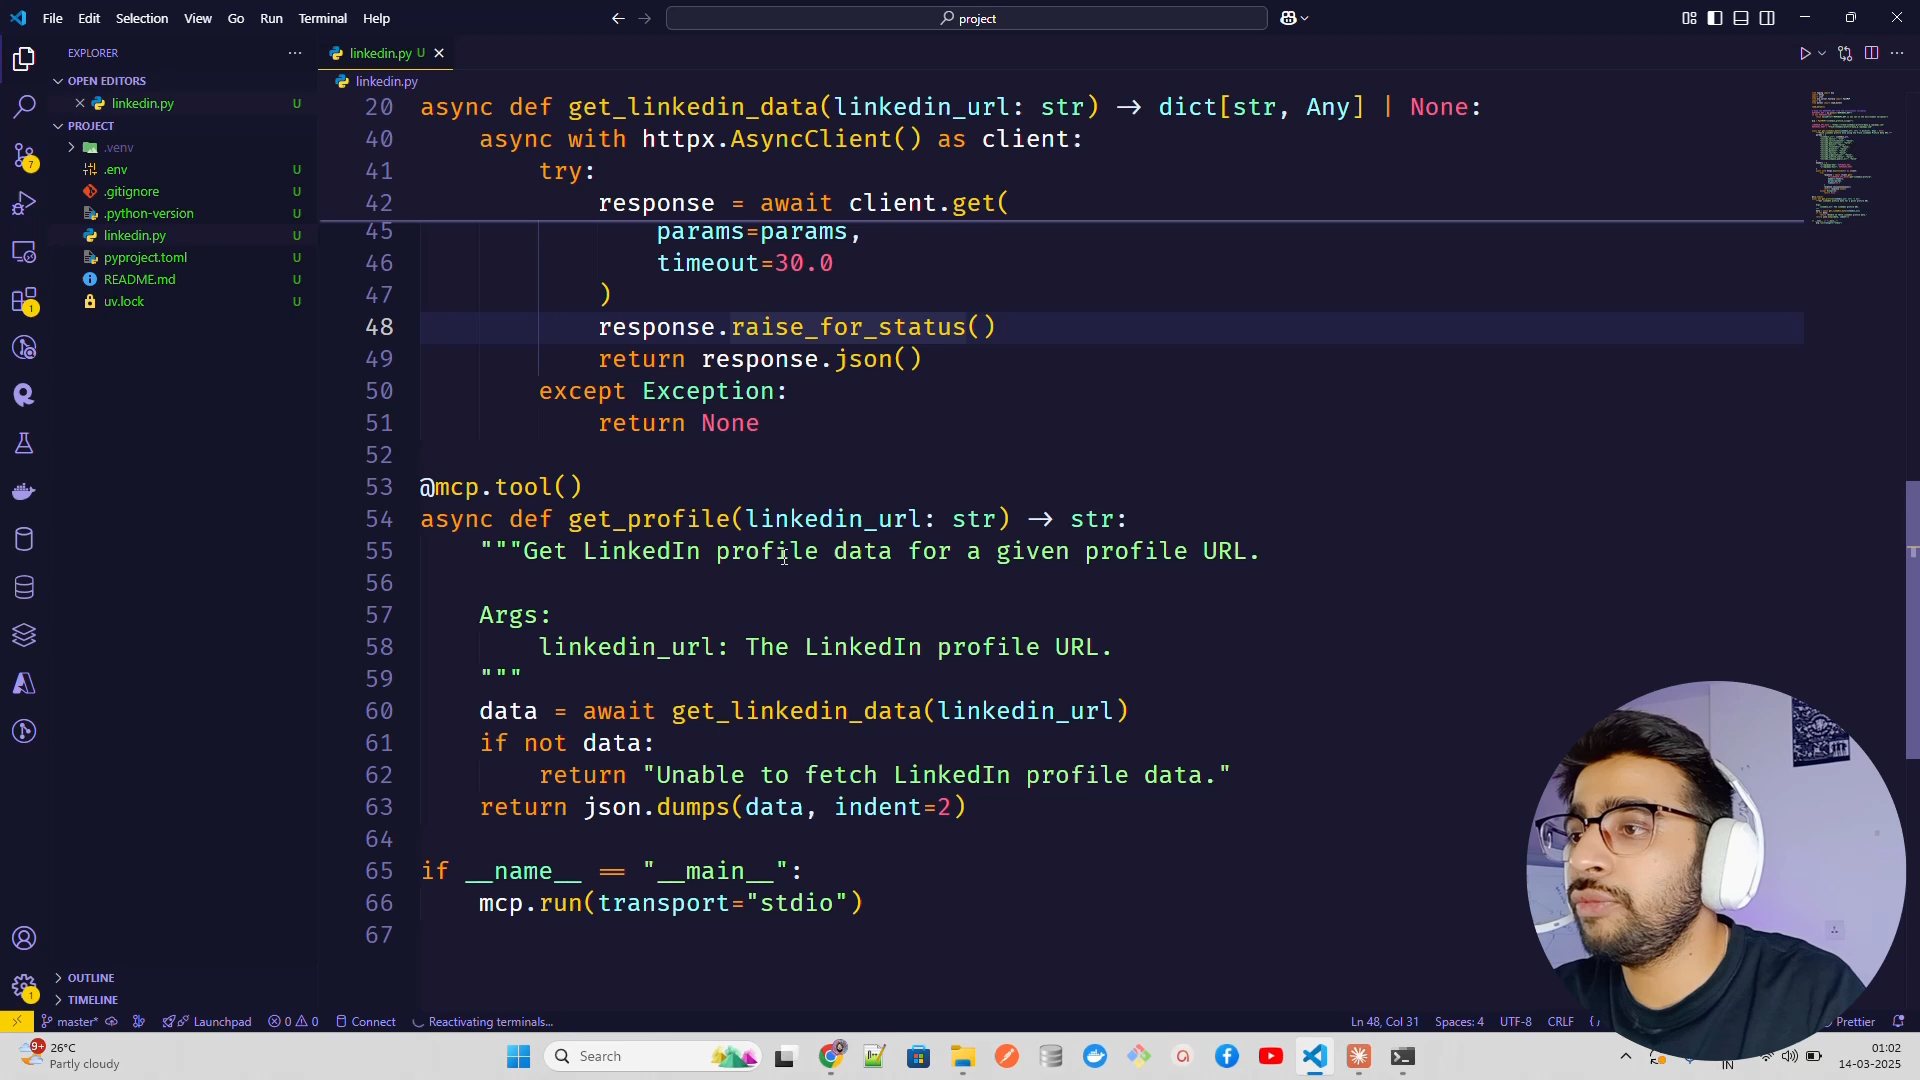 File Edit Selection View Go Run Terminal Help
project
EXPLORER
OPEN EDITORS
linkedin.py U
PROJECT
.venv
.env U
.gitignore U
.python-version U
linkedin.py U
pyproject.toml U
README.md U
uv.lock U
OUTLINE
TIMELINE
linkedin.py U
linkedin.py
20 async def get_linkedin_data(linkedin_url: str) → dict[str, Any] | None:
40 async with httpx.AsyncClient() as client:
41 try:
42 response = await client.get(
45 params=params,
46 timeout=30.0
47 )
48 response.raise_for_status()
49 return response.json()
50 except Exception:
51 return None
52
53 @mcp.tool()
54 async def get_profile(linkedin_url: str) → str:
55 """Get LinkedIn profile data for a given profile URL.
56
57 Args:
58 linkedin_url: The LinkedIn profile URL.
59 """
60 data = await get_linkedin_data(linkedin_url)
61 if not data:
62 return "Unable to fetch LinkedIn profile data."
63 return json.dumps(data, indent=2)
64
65 if __name__ == "__main__":
66 mcp.run(transport="stdio")
67
7
1
1
master* Launchpad 0 0 Connect Reactivating terminals... Ln 48, Col 31 Spaces: 4 UTF-8 CRLF Prettier
9+ 26°C
Partly cloudy
Search
IN
01:02
14-03-2025